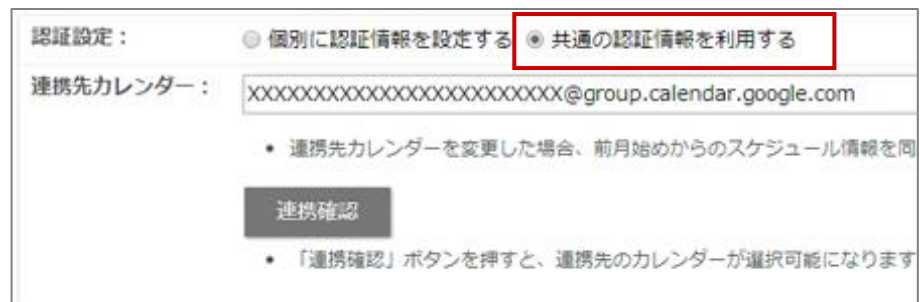 認証設定： 個別に認証情報を設定する 共通の認証情報を利用する
連携先カレンダー： XXXXXXXXXXXXXXXXXXXXXXXX@group.calendar.google.com
• 連携先カレンダーを変更した場合、前月始めからのスケジュール情報を同
連携確認
• 「連携確認」ボタンを押すと、連携先のカレンダーが選択可能になります